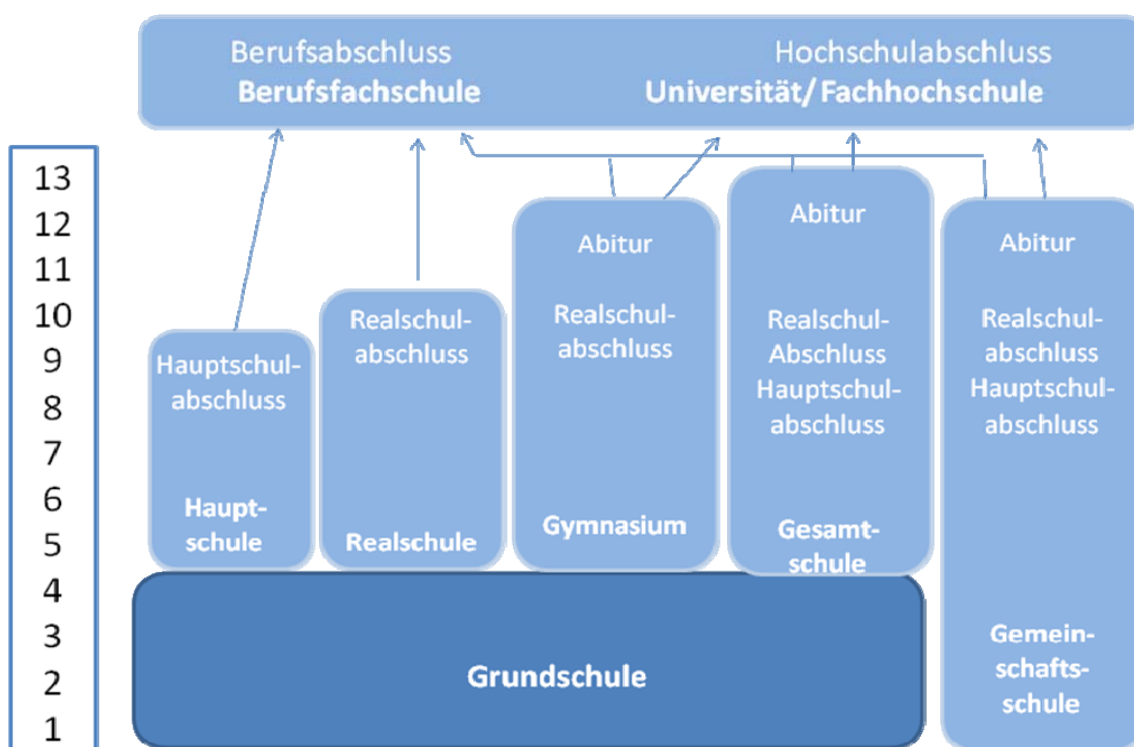 Berufsabschluss
Berufsfachschule
Hochschulabschluss
Universität/Fachhochschule
13
12
11
10
9
8
7
6
5
4
3
2
1
Hauptschul-
abschluss
Haupt-
schule
Realschul-
abschluss
Realschule
Abitur
Realschul-
abschluss
Gymnasium
Abitur
Realschul-
Abschluss
Hauptschul-
abschluss
Gesamt-
schule
Abitur
Realschul-
abschluss
Hauptschul-
abschluss
Gemein-
schafts-
schule
Grundschule